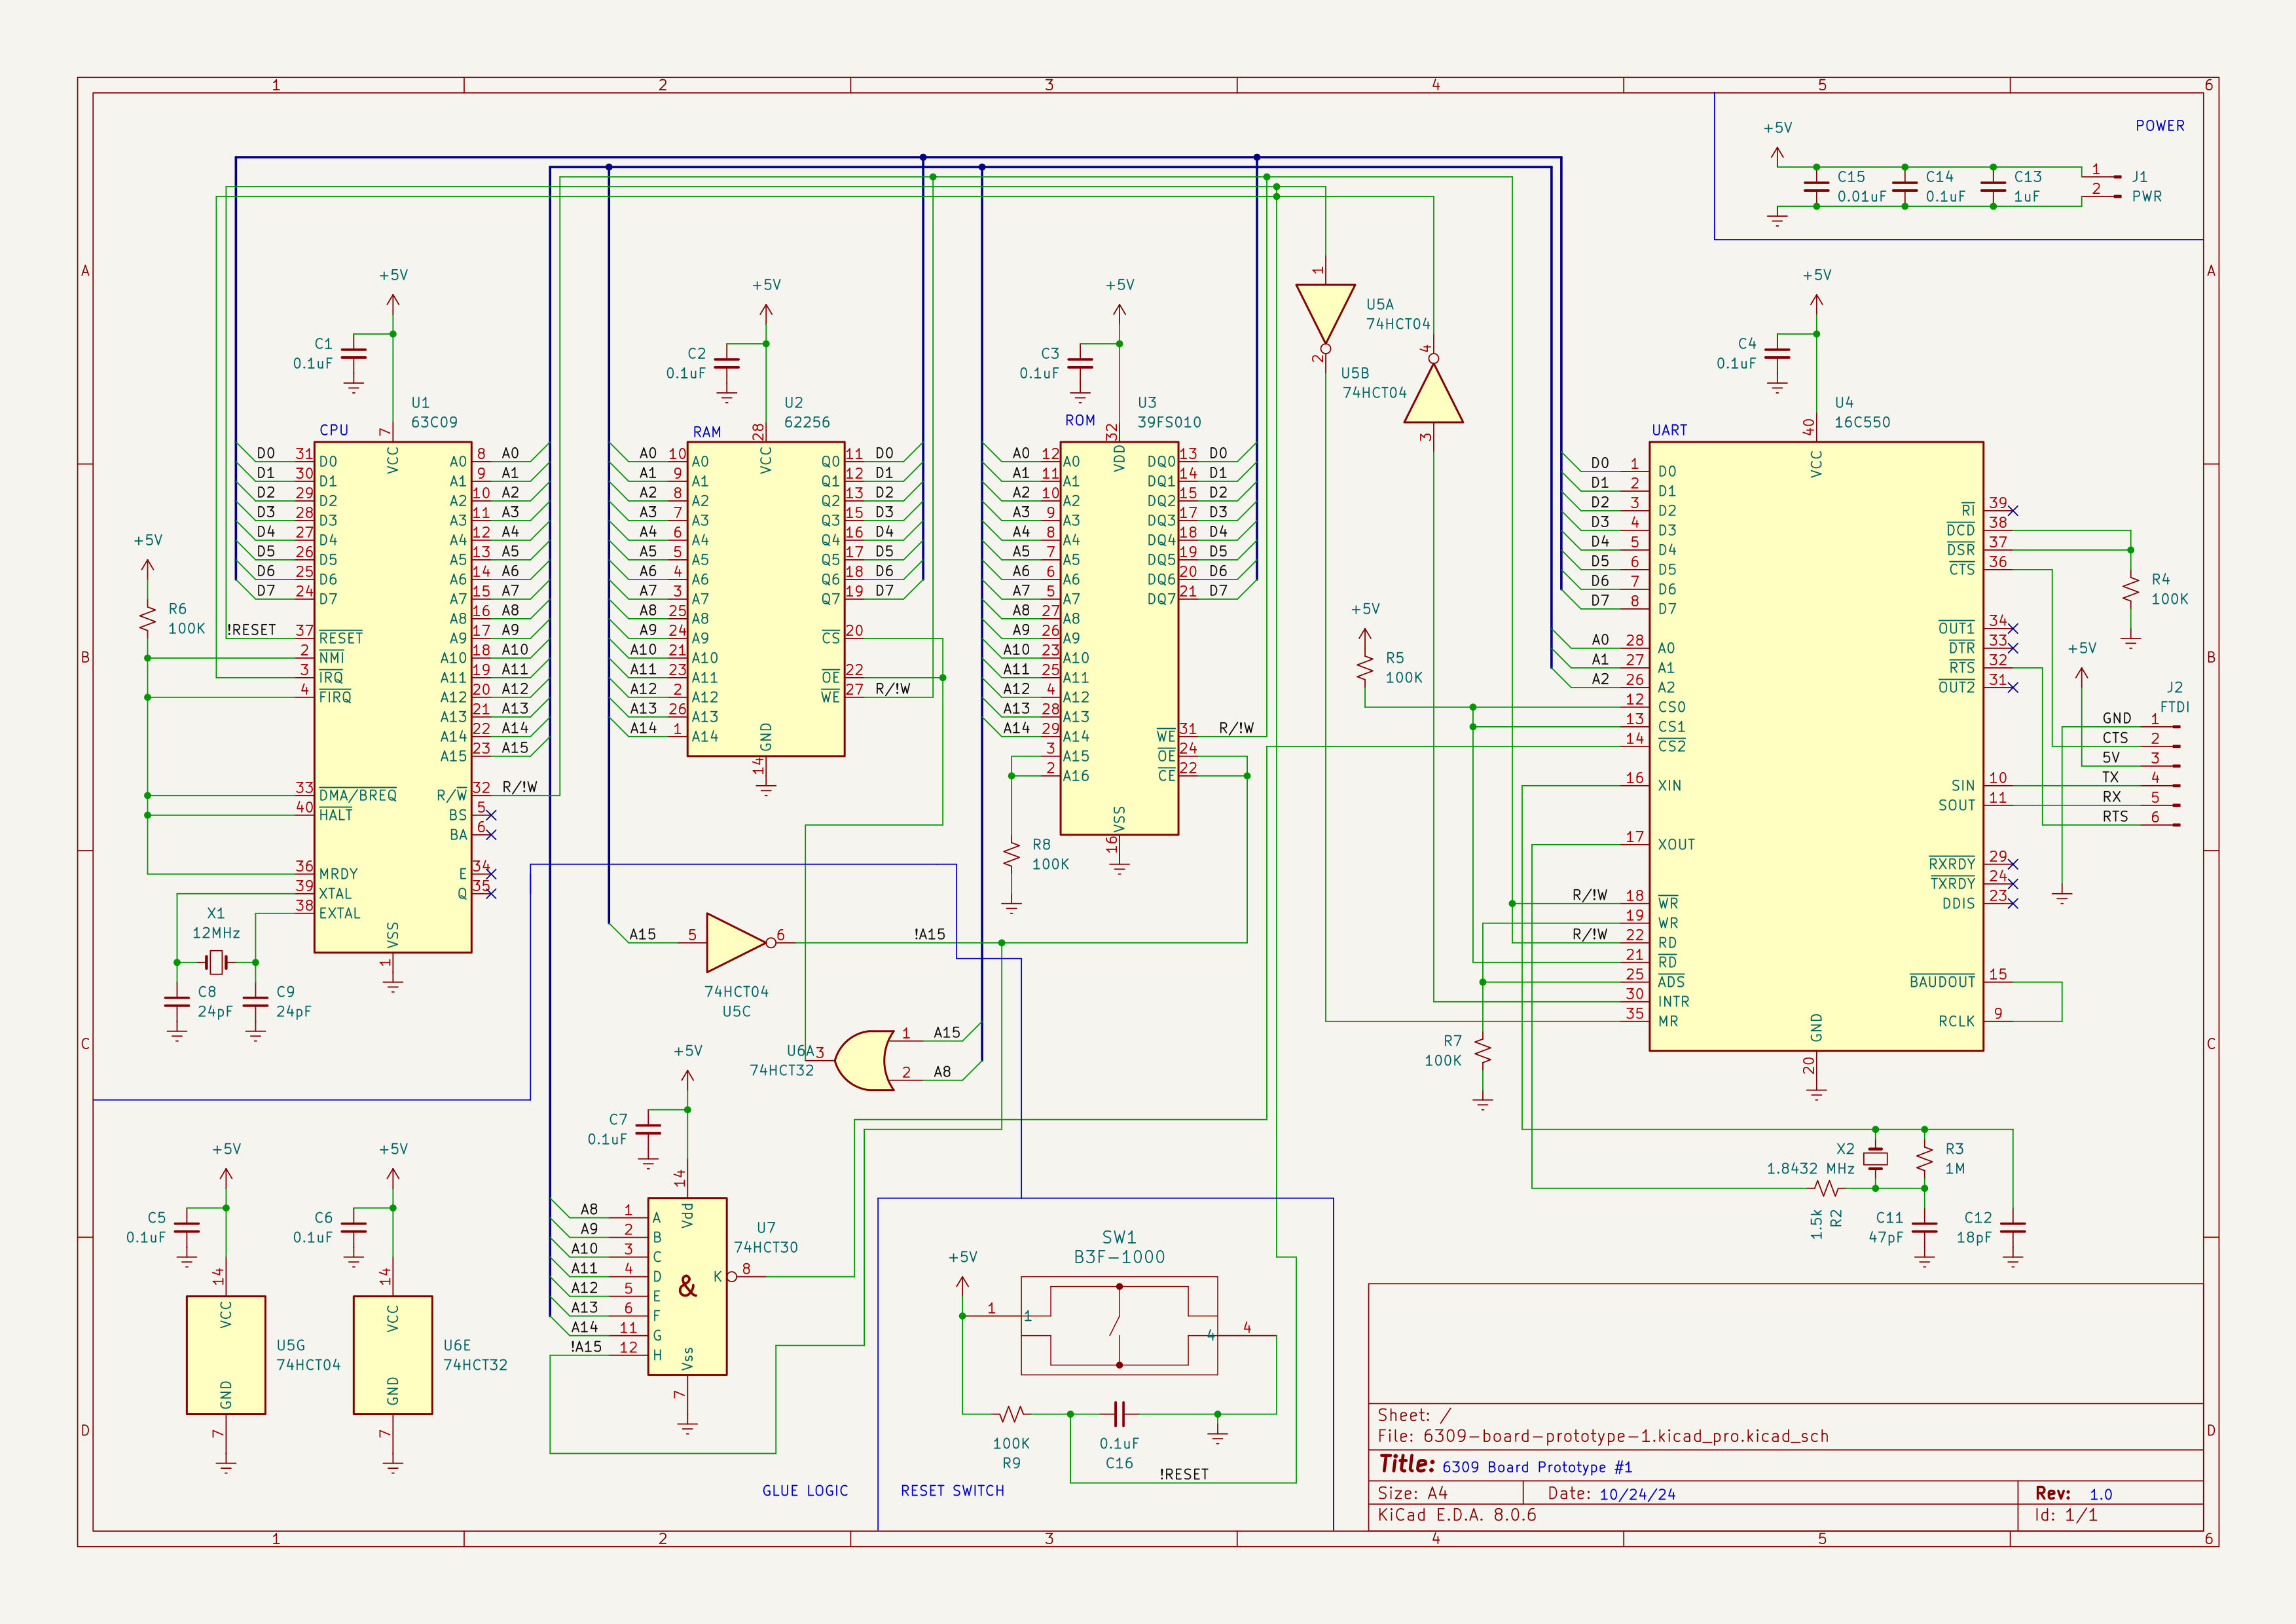 1 2 3 4 5 6
A
B
C
D
POWER
+5V
C15
0.01uF
C14
0.1uF
C13
1uF
1
2
J1
PWR
+5V
C1
0.1uF
U1
63C09
CPU
7
VCC
D0 31 D0
D1 30 D1
D2 29 D2
D3 28 D3
D4 27 D4
D5 26 D5
D6 25 D6
D7 24 D7
!RESET 37 RESET
2 NMI
3 IRQ
4 FIRQ
33 DMA/BREQ
40 HALT
36 MRDY
39 XTAL
38 EXTAL
A0 8 A0
A1 9 A1
A2 10 A2
A3 11 A3
A4 12 A4
A5 13 A5
A6 14 A6
A7 15 A7
A8 16 A8
A9 17 A9
A10 18 A10
A11 19 A11
A12 20 A12
A13 21 A13
A14 22 A14
A15 23 A15
R/W 32 R/!W
BS 5
BA 6
E 34
Q 35
VSS
1
+5V
R6
100K
X1
12MHz
C8
24pF
C9
24pF
+5V
C2
0.1uF
U2
62256
RAM
28
VCC
A0 10 A0
A1 9 A1
A2 8 A2
A3 7 A3
A4 6 A4
A5 5 A5
A6 4 A6
A7 3 A7
A8 25 A8
A9 24 A9
A10 21 A10
A11 23 A11
A12 2 A12
A13 26 A13
A14 1 A14
Q0 11 D0
Q1 12 D1
Q2 13 D2
Q3 15 D3
Q4 16 D4
Q5 17 D5
Q6 18 D6
Q7 19 D7
CS 20
OE 22
WE 27 R/!W
GND
14
+5V
C3
0.1uF
U3
39FS010
ROM
32
VDD
A0 12 A0
A1 11 A1
A2 10 A2
A3 9 A3
A4 8 A4
A5 7 A5
A6 6 A6
A7 5 A7
A8 27 A8
A9 26 A9
A10 23 A10
A11 25 A11
A12 4 A12
A13 28 A13
A14 29 A14
3 A15
2 A16
DQ0 13 D0
DQ1 14 D1
DQ2 15 D2
DQ3 17 D3
DQ4 18 D4
DQ5 19 D5
DQ6 20 D6
DQ7 21 D7
WE 31 R/!W
OE 24
CE 22
VSS
16
R8
100K
1
U5A
74HCT04
2
U5B
74HCT04
4
3
+5V
R5
100K
+5V
C4
0.1uF
U4
16C550
UART
40
VCC
D0 1 D0
D1 2 D1
D2 3 D2
D3 4 D3
D4 5 D4
D5 6 D5
D6 7 D6
D7 8 D7
A0 28 A0
A1 27 A1
A2 26 A2
12 CS0
13 CS1
14 CS2
16 XIN
17 XOUT
R/!W 18 WR
19 WR
R/!W 22 RD
21 RD
25 ADS
30 INTR
35 MR
RI 39
DCD 38
DSR 37
CTS 36
OUT1 34
DTR 33
RTS 32
OUT2 31
SIN 10
SOUT 11
RXRDY 29
TXRDY 24
DDIS 23
BAUDOUT 15
RCLK 9
GND
20
R4
100K
+5V
J2
FTDI
GND 1
CTS 2
5V 3
TX 4
RX 5
RTS 6
R7
100K
X2
1.8432 MHz
R3
1M
1.5k
R2
C11
47pF
C12
18pF
A15 5 6 !A15
74HCT04
U5C
U6A
74HCT32
3
1 A15
2 A8
+5V
C7
0.1uF
14
Vdd
U7
74HCT30
A8 1 A
A9 2 B
A10 3 C
A11 4 D
A12 5 E
A13 6 F
A14 11 G
!A15 12 H
&
K 8
Vss
7
+5V
C5
0.1uF
14
VCC
U5G
74HCT04
GND
7
+5V
C6
0.1uF
14
VCC
U6E
74HCT32
GND
7
GLUE LOGIC
SW1
B3F-1000
+5V
1 1
4 4
100K
R9
0.1uF
C16
!RESET
RESET SWITCH
Sheet: /
File: 6309-board-prototype-1.kicad_pro.kicad_sch
Title: 6309 Board Prototype #1
Size: A4 Date: 10/24/24 Rev: 1.0
KiCad E.D.A. 8.0.6 Id: 1/1
A
B
C
D
1 2 3 4 5 6